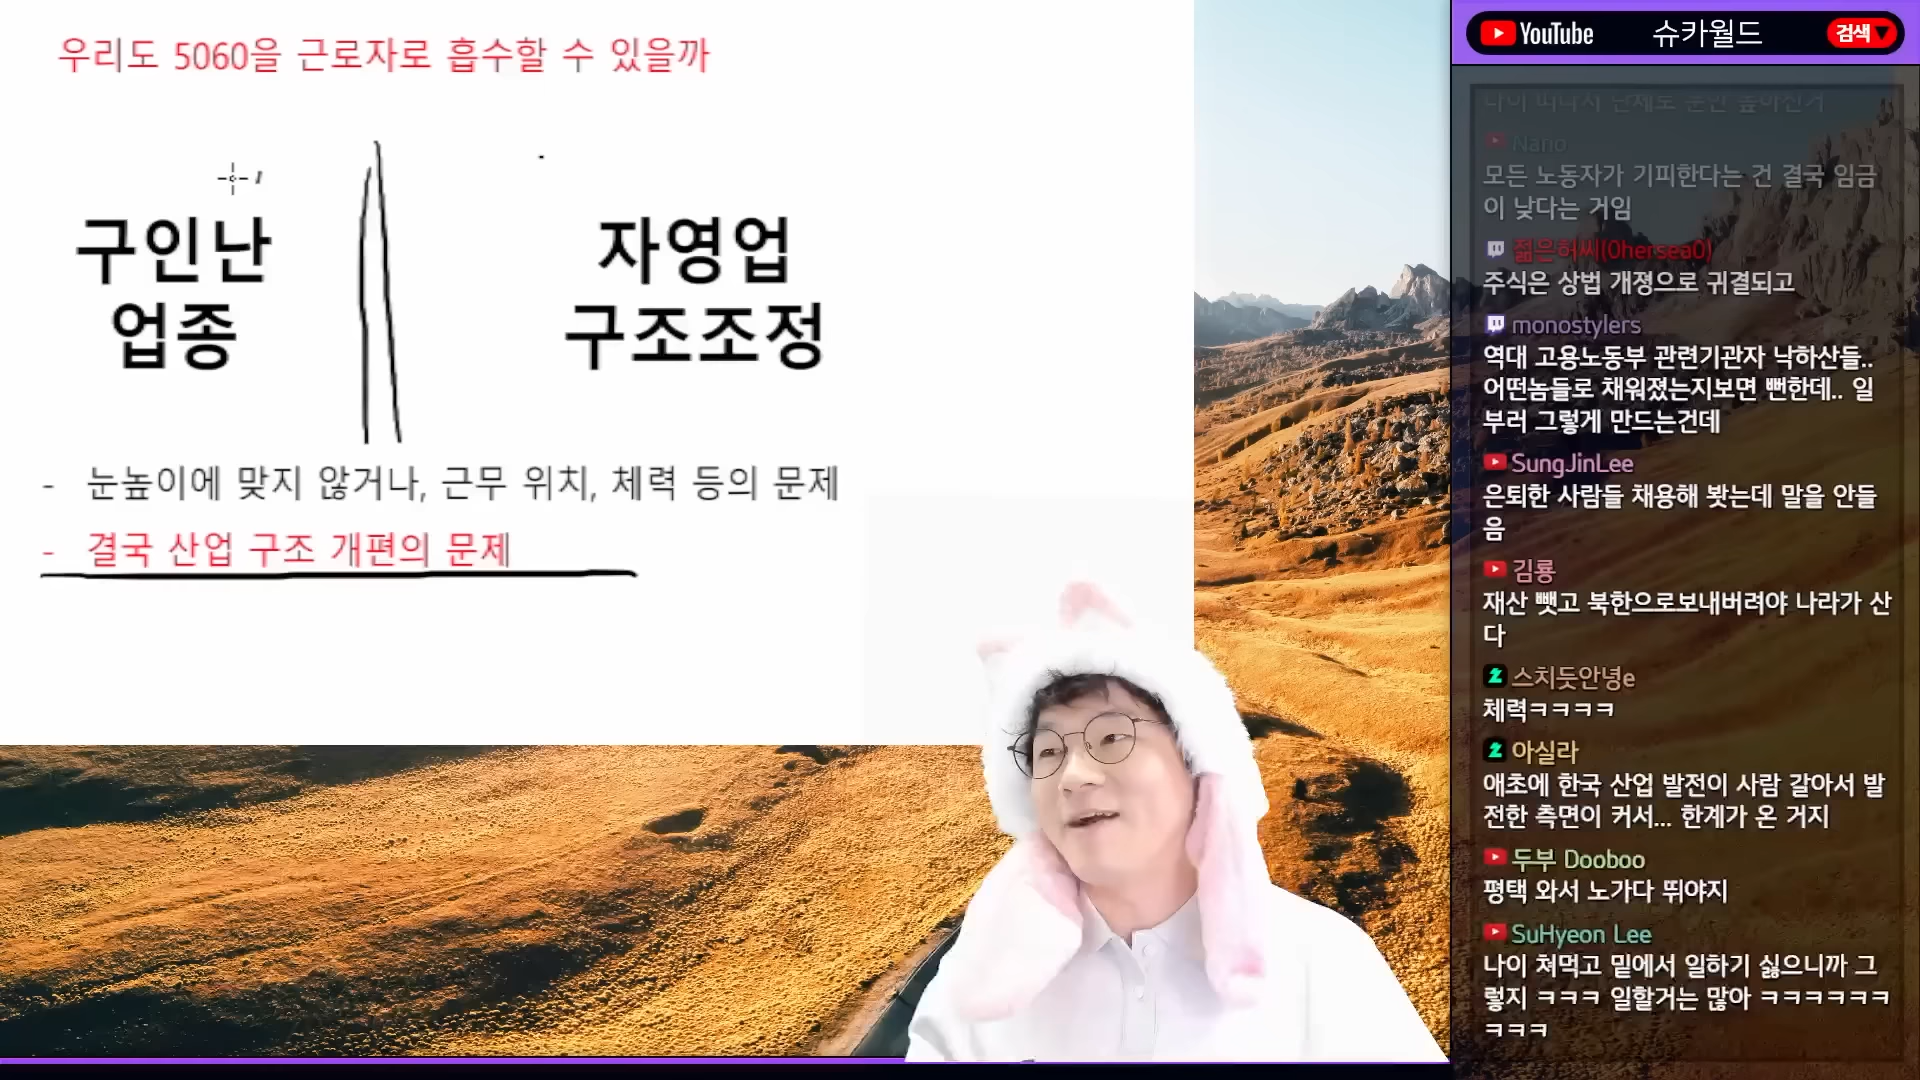 우리도 5060을 근로자로 흡수할 수 있을까
구인난
업종
자영업
구조조정
- 눈높이에 맞지 않거나, 근무 위치, 체력 등의 문제
- 결국 산업 구조 개편의 문제
YouTube 슈카월드 검색
Nano
모든 노동자가 기피한다는 건 결국 임금
이 낮다는 거임
젊은허씨(0hersea0)
주식은 상법 개정으로 귀결되고
monostylers
역대 고용노동부 관련기관자 낙하산들..
어떤놈들로 채워졌는지보면 뻔한데.. 일
부러 그렇게 만드는건데
SungJinLee
은퇴한 사람들 채용해 봣는데 말을 안들
음
김룡
재산 뺏고 북한으로보내버려야 나라가 산
다
스치듯안녕e
체력ㅋㅋㅋㅋ
아실라
애초에 한국 산업 발전이 사람 갈아서 발
전한 측면이 커서... 한계가 온 거지
두부 Dooboo
평택 와서 노가다 뛰야지
SuHyeon Lee
나이 쳐먹고 밑에서 일하기 싫으니까 그
렇지 ㅋㅋㅋ 일할거는 많아 ㅋㅋㅋㅋㅋㅋ
ㅋㅋㅋ